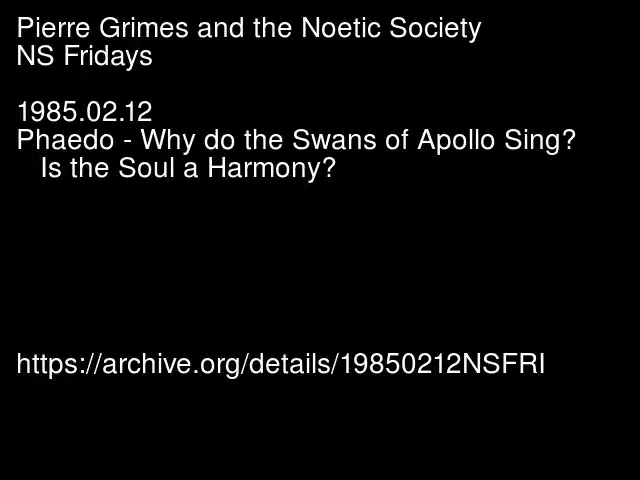 Pierre Grimes and the Noetic Society
NS Fridays
1985.02.12
Phaedo - Why do the Swans of Apollo Sing?
Is the Soul a Harmony?
https://archive.org/details/19850212NSFRI